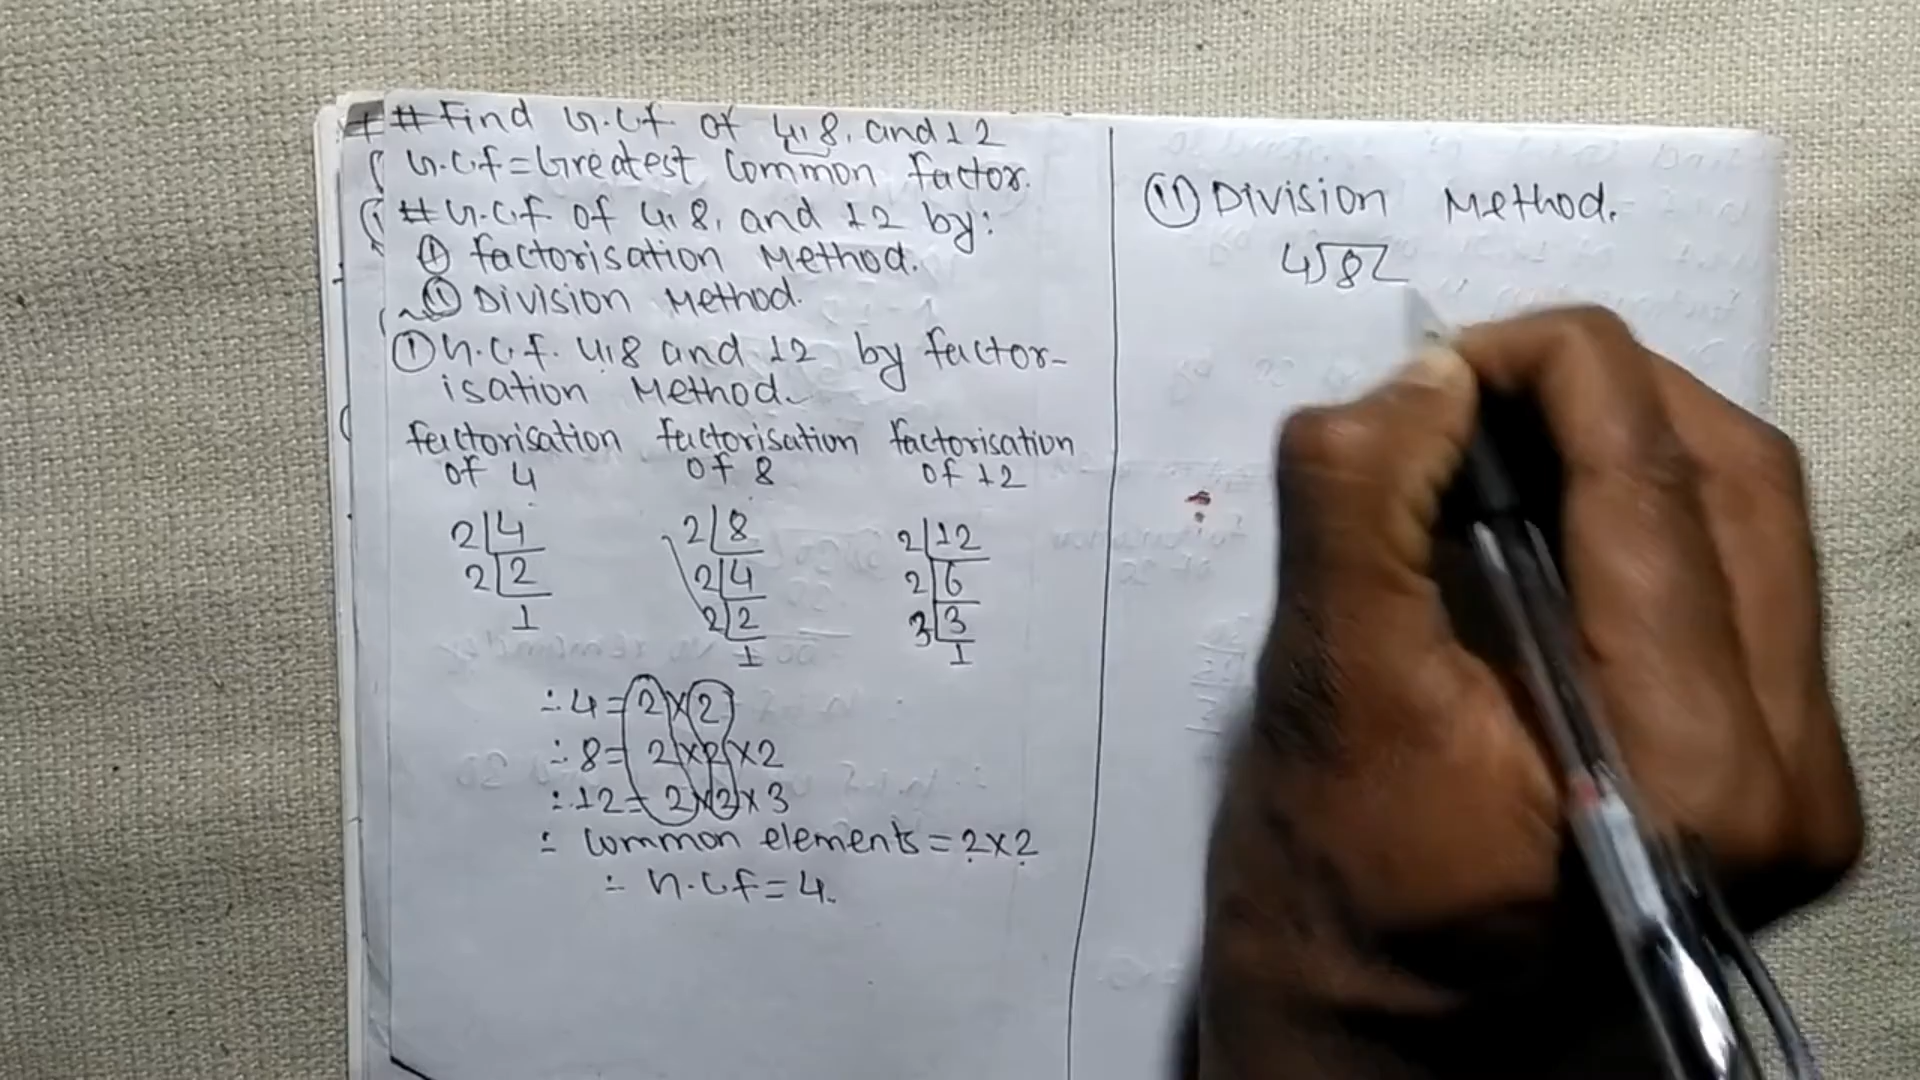 # Find G.C.F. of 4, 8, and 12
G.C.F = Greatest Common factor.
# G.C.F of 4, 8, and 12 by:
(i) factorisation Method.
(ii) Division Method.
(i) G.C.F. 4, 8 and 12 by factor-
isation Method.
factorisation factorisation factorisation
of 4 of 8 of 12
2|4 2|8 2|12
2|2 2|4 2|6
1 2|2 3|3
1 1
∴ 4 = 2×2
∴ 8 = 2×2×2
∴ 12 = 2×2×3
∴ Common elements = 2×2
∴ G.C.F = 4.
(ii) Division Method.
4)8(